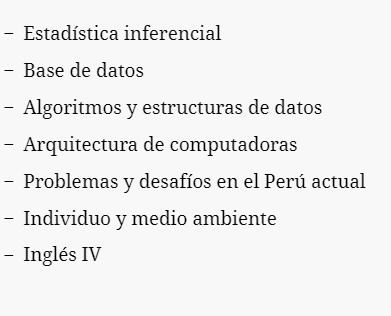 – Estadística inferencial
– Base de datos
– Algoritmos y estructuras de datos
– Arquitectura de computadoras
– Problemas y desafíos en el Perú actual
– Individuo y medio ambiente
– Inglés IV